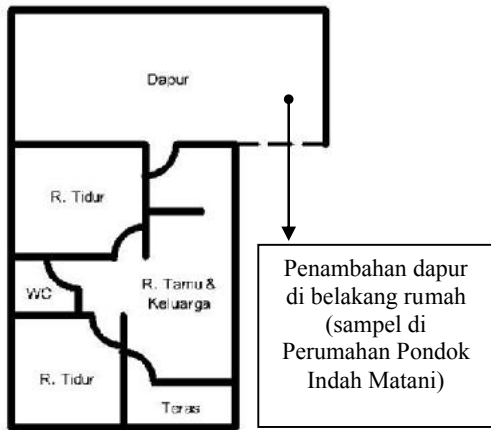 Dapur
R. Tidur
R. Tamu &
Keluarga
WC
R. Tidur
Teras
Penambahan dapur
di belakang rumah
(sampel di
Perumahan Pondok
Indah Matani)